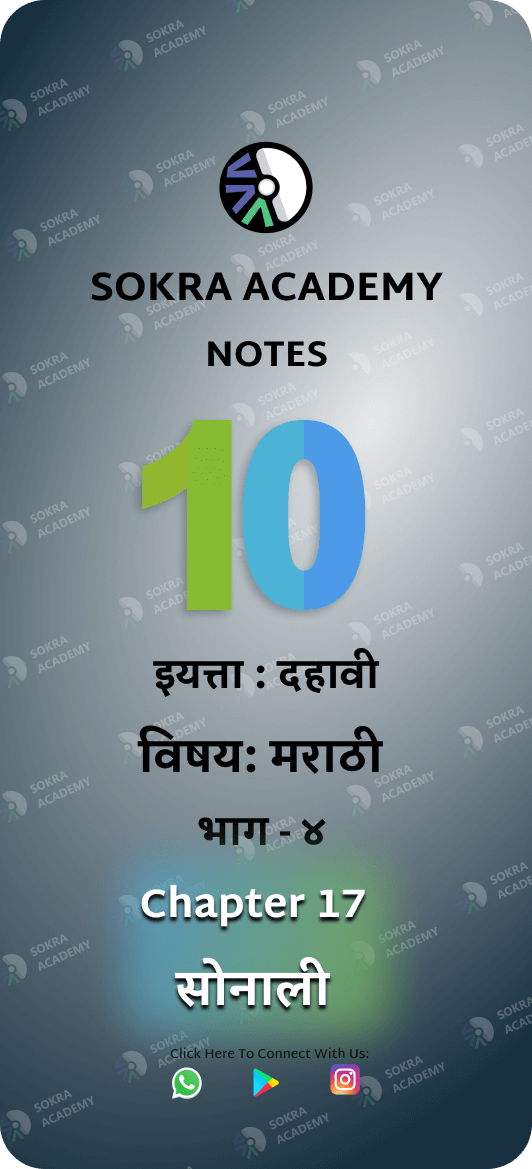 SOKRA ACADEMY
NOTES
10
इयत्ता : दहावी
विषय: मराठी
भाग - ४
Chapter 17
सोनाली
Click Here To Connect With Us: